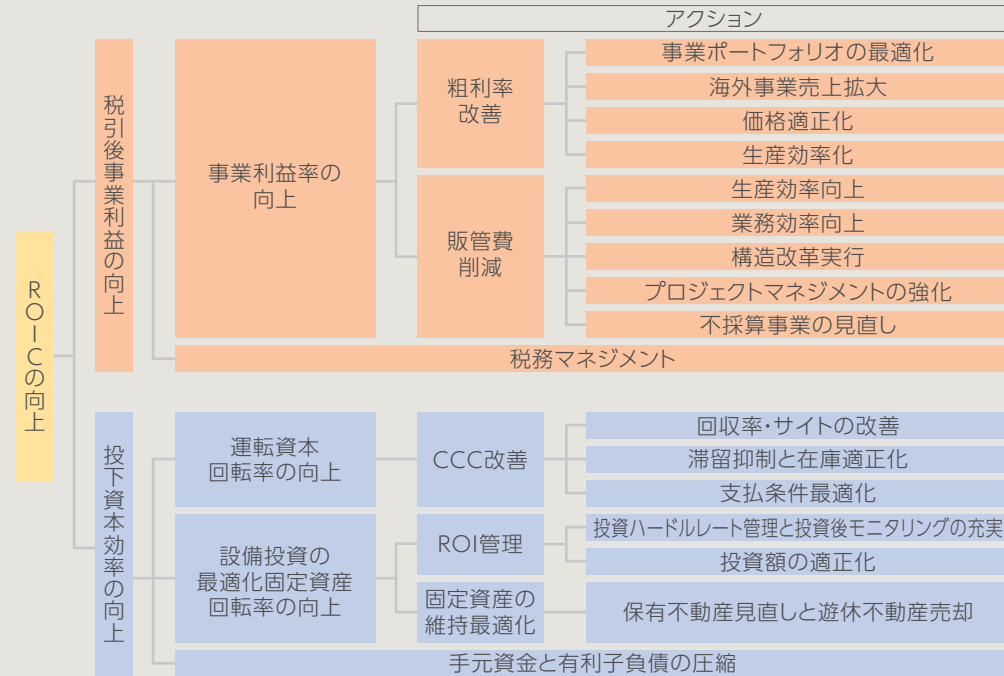 アクション
ROICの向上
税引後事業利益の向上
事業利益率の
向上
粗利率
改善
事業ポートフォリオの最適化
海外事業売上拡大
価格適正化
生産効率化
販管費
削減
生産効率向上
業務効率向上
構造改革実行
プロジェクトマネジメントの強化
不採算事業の見直し
税務マネジメント
投下資本効率の向上
運転資本
回転率の向上
CCC改善
回収率・サイトの改善
滞留抑制と在庫適正化
支払条件最適化
設備投資の
最適化固定資産
回転率の向上
ROI管理
投資ハードルレート管理と投資後モニタリングの充実
投資額の適正化
固定資産の
維持最適化
保有不動産見直しと遊休不動産売却
手元資金と有利子負債の圧縮